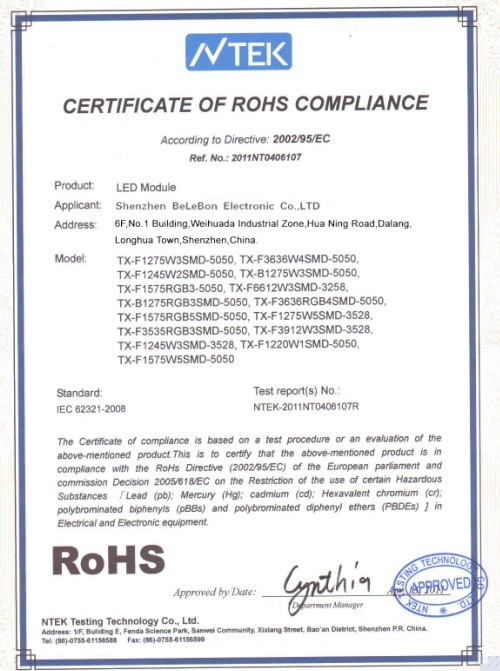 NTEK
CERTIFICATE OF ROHS COMPLIANCE
According to Directive: 2002/95/EC
Ref. No.: 2011NT0406107
Product: LED Module
Applicant: Shenzhen BeLeBon Electronic Co.,LTD
Address: 6F,No.1 Building,Weihuada Industrial Zone,Hua Ning Road,Dalang,
Longhua Town,Shenzhen,China.
Model: TX-F1275W3SMD-5050, TX-F3636W4SMD-5050,
TX-F1245W2SMD-5050, TX-B1275W3SMD-5050,
TX-F1575RGB3-5050, TX-F6612W3SMD-3258,
TX-B1275RGB3SMD-5050, TX-F3636RGB4SMD-5050,
TX-F1575RGB5SMD-5050, TX-F1275W5SMD-3528,
TX-F3535RGB3SMD-5050, TX-F3912W3SMD-3528,
TX-F1245W3SMD-3528, TX-F1220W1SMD-5050,
TX-F1575W5SMD-5050
Standard: Test report(s) No.:
IEC 62321-2008 NTEK-2011NT0406107R
The Certificate of compliance is based on a test procedure or an evaluation of the
above-mentioned product.This is to certify that the above-mentioned product is in
compliance with the RoHs Directive (2002/95/EC) of the European parliament and
commission Decision 2005/618/EC on the Restriction of the use of certain Hazardous
Substances「Lead (pb); Mercury (Hg); cadmium (cd); Hexavalent chromium (cr);
polybrominated biphenyls (pBBs) and polybrominated diphenyl ethers (PBDEs) ] in
Electrical and Electronic equipment.
RoHS
Approved by/Date: Cynthia 2011
Department Manager
TESTING TECHNOLOGY CO., LTD.
APPROVED
NTEK
NTEK Testing Technology Co., Ltd.
Address: 1/F, Building E, Fenda Science Park, Sanwei Community, Xixiang Street, Bao'an District, Shenzhen P.R. China.
Tel: (86)-0755-61156588 Fax: (86)-0755-61156599